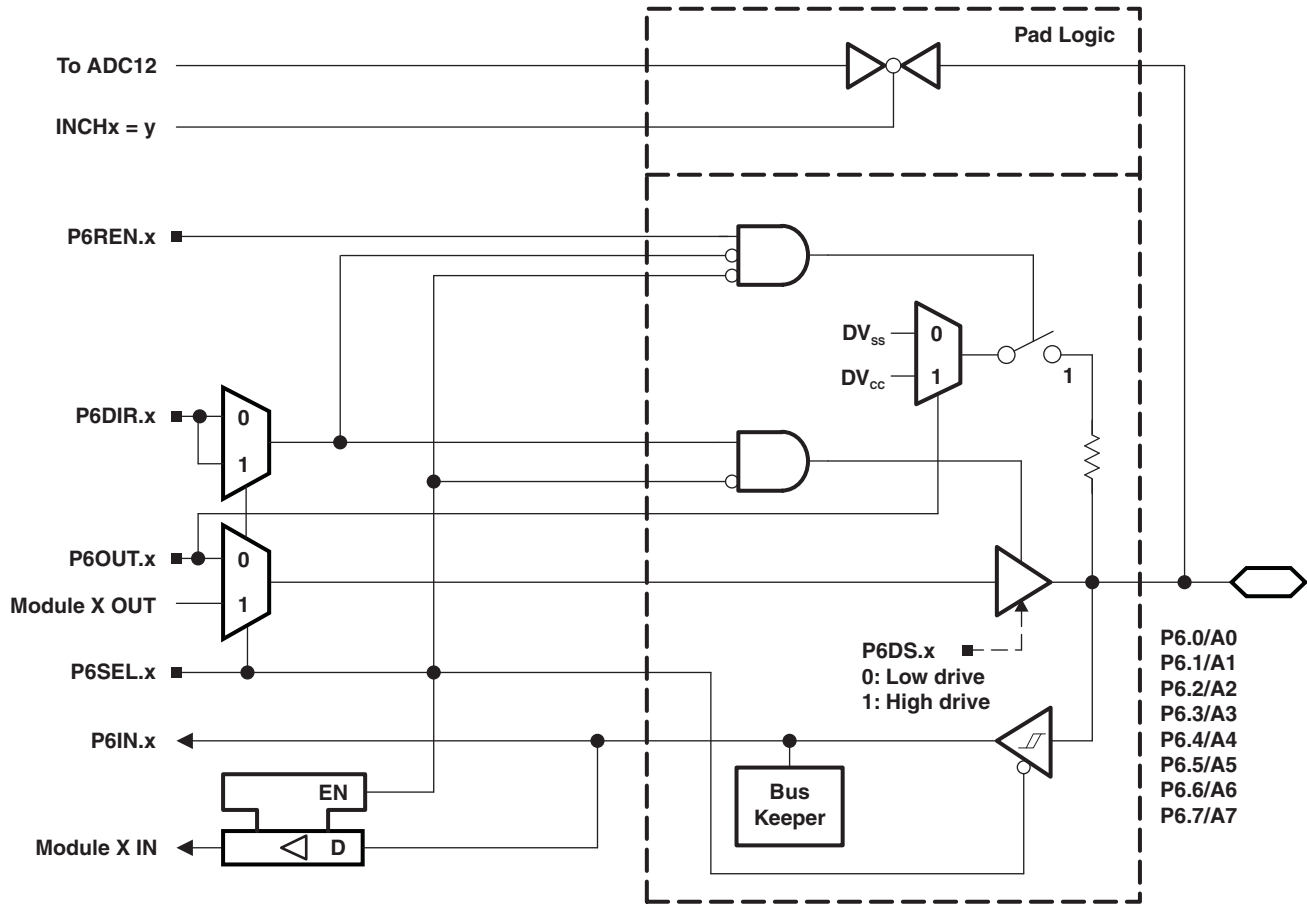 Pad Logic
To ADC12
INCHx = y
P6REN.x
DVSS
0
DVCC
1
1
P6DIR.x
0
1
P6OUT.x
0
Module X OUT
1
P6SEL.x
P6DS.x
0: Low drive
1: High drive
P6IN.x
EN
Bus
Keeper
Module X IN
D
P6.0/A0
P6.1/A1
P6.2/A2
P6.3/A3
P6.4/A4
P6.5/A5
P6.6/A6
P6.7/A7